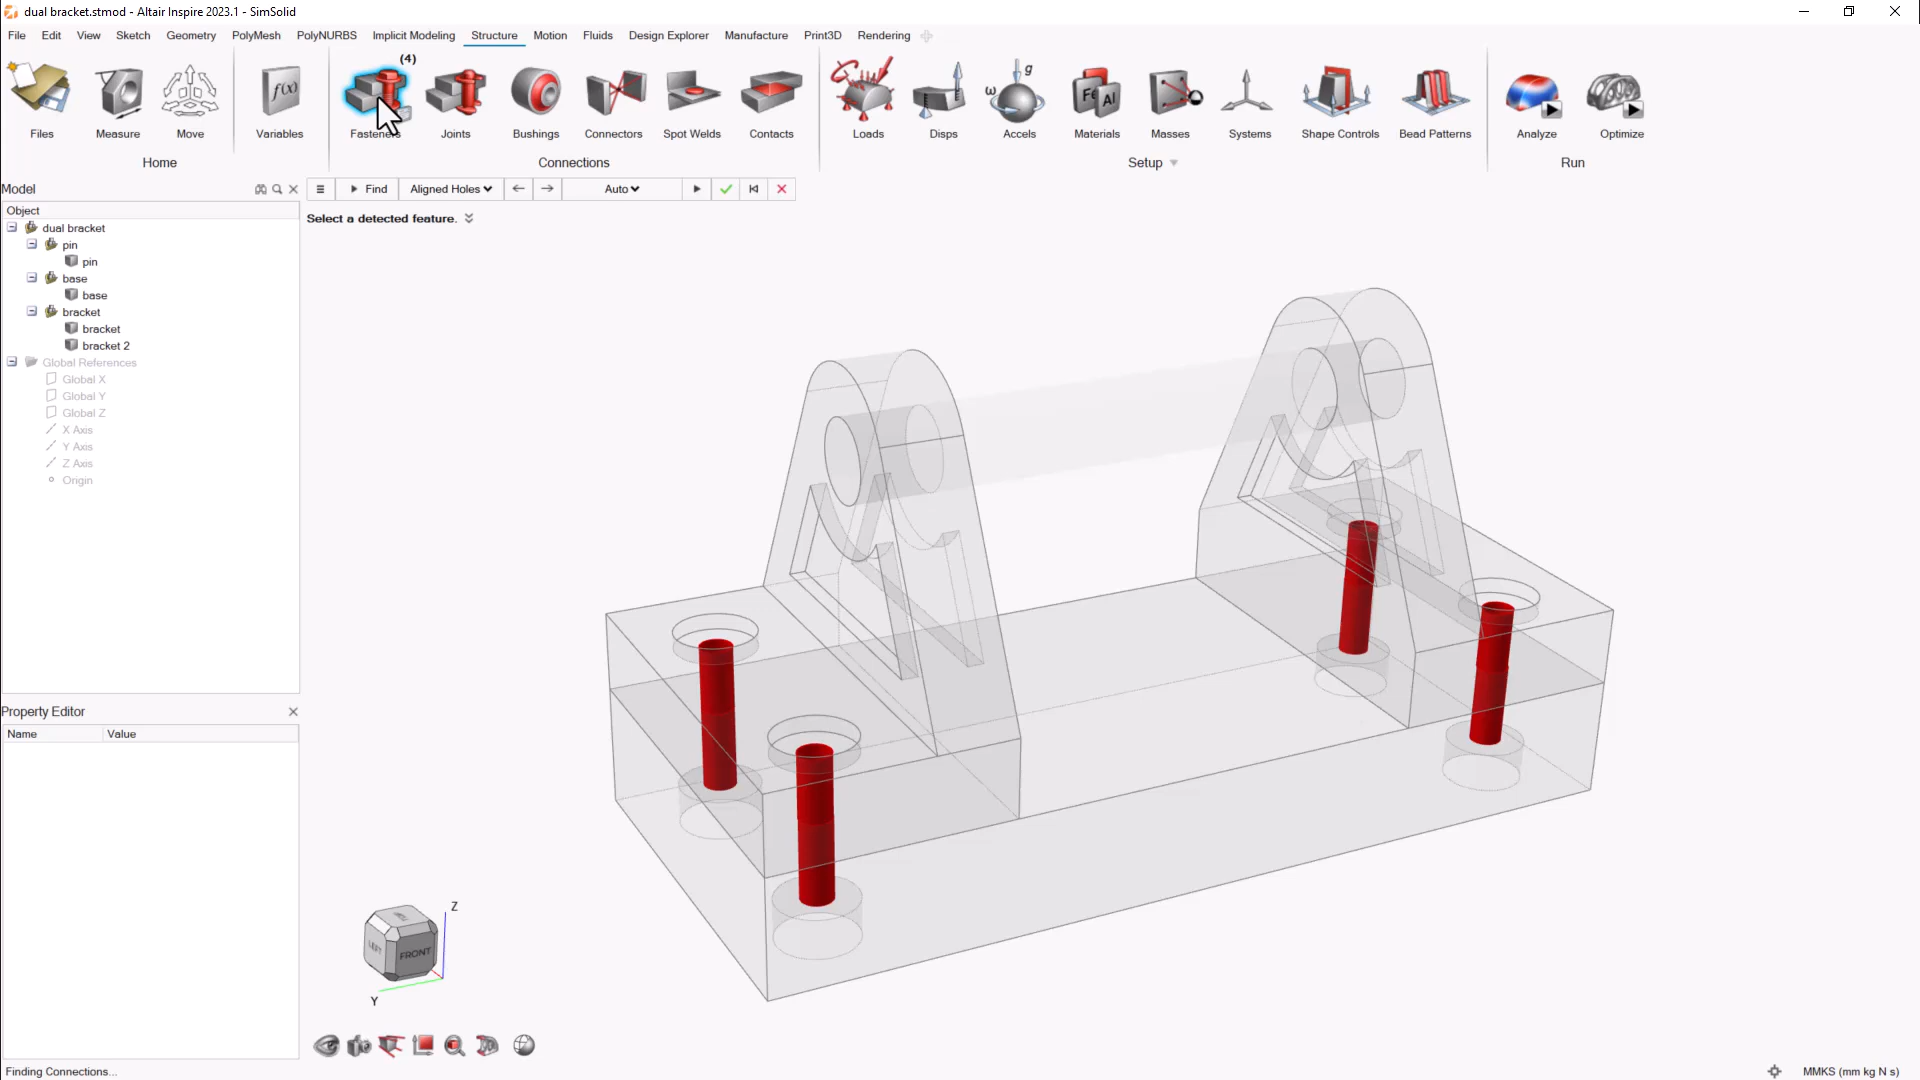 dual bracket.stmod - Altair Inspire 2023.1 - SimSolid
File Edit View Sketch Geometry PolyMesh PolyNURBS Implicit Modeling Structure Motion Fluids Design Explorer Manufacture Print3D Rendering
(4)
f(x)
g
ω
Fe
Al
Files Measure Move Variables Fasteners Joints Bushings Connectors Spot Welds Contacts Loads Disps Accels Materials Masses Systems Shape Controls Bead Patterns Analyze Optimize
Home Connections Setup Run
Model
Find Aligned Holes Auto
Object
Select a detected feature.
dual bracket
pin
pin
base
base
bracket
bracket
bracket 2
Global References
Global X
Global Y
Global Z
X Axis
Y Axis
Z Axis
Origin
Property Editor
Name Value
Z
LEFT
FRONT
Y
Finding Connections...
MMKS (mm kg N s)